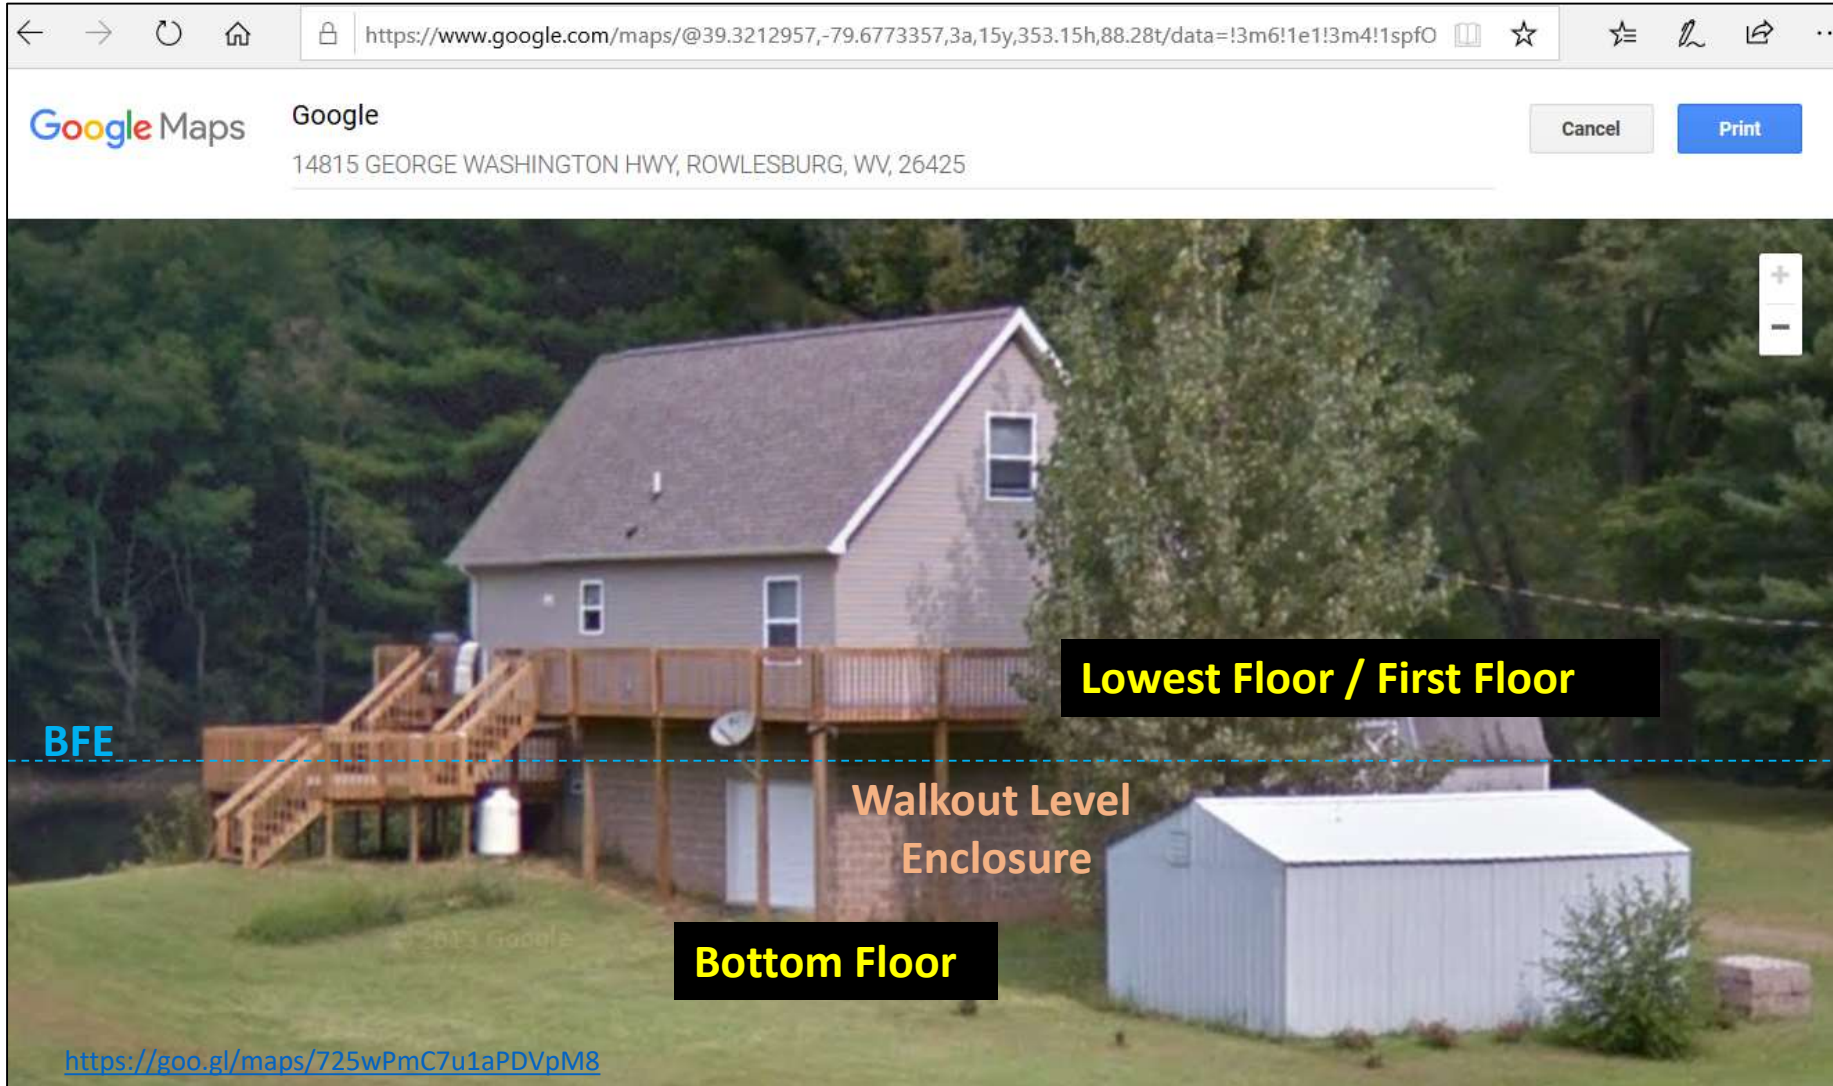 https://www.google.com/maps/@39.3212957,-79.6773357,3a,15y,353.15h,88.28t/data=!3m6!1e1!3m4!1spfO
Google Maps
Google
14815 GEORGE WASHINGTON HWY, ROWLESBURG, WV, 26425
Cancel
Print
Lowest Floor / First Floor
BFE
Walkout Level
Enclosure
© 2013 Google
Bottom Floor
https://goo.gl/maps/725wPmC7u1aPDVpM8